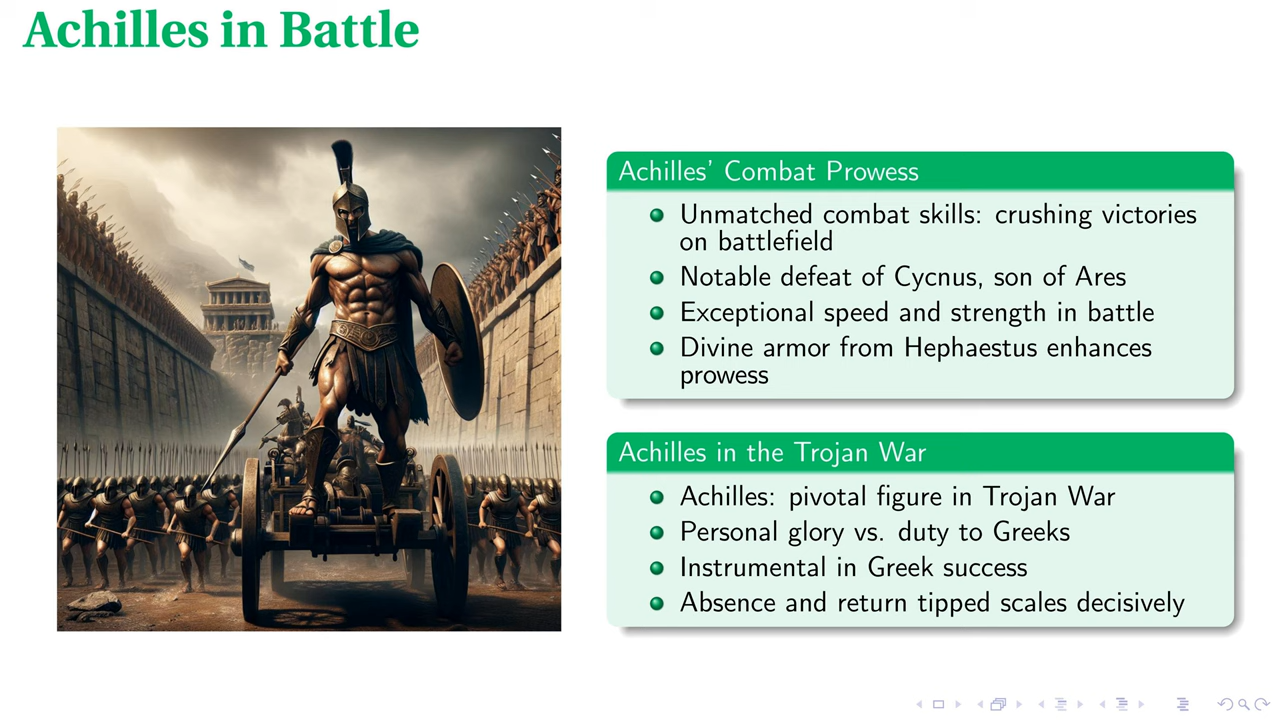 Achilles in Battle
Achilles' Combat Prowess
Unmatched combat skills: crushing victories
on battlefield
Notable defeat of Cycnus, son of Ares
Exceptional speed and strength in battle
Divine armor from Hephaestus enhances
prowess
Achilles in the Trojan War
Achilles: pivotal figure in Trojan War
Personal glory vs. duty to Greeks
Instrumental in Greek success
Absence and return tipped scales decisively